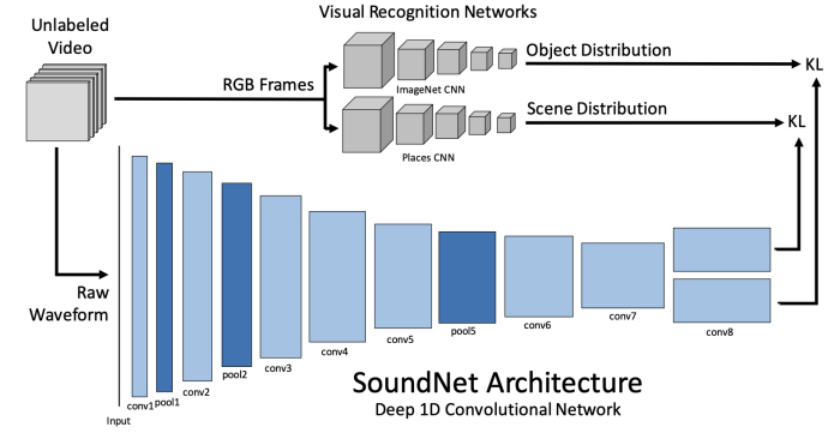 Visual Recognition Networks
Unlabeled
Video
RGB Frames
ImageNet CNN
Object Distribution
KL
Places CNN
Scene Distribution
KL
Raw
Waveform
Input
conv1
pool1
conv2
pool2
conv3
conv4
conv5
pool5
conv6
conv7
conv8
SoundNet Architecture
Deep 1D Convolutional Network